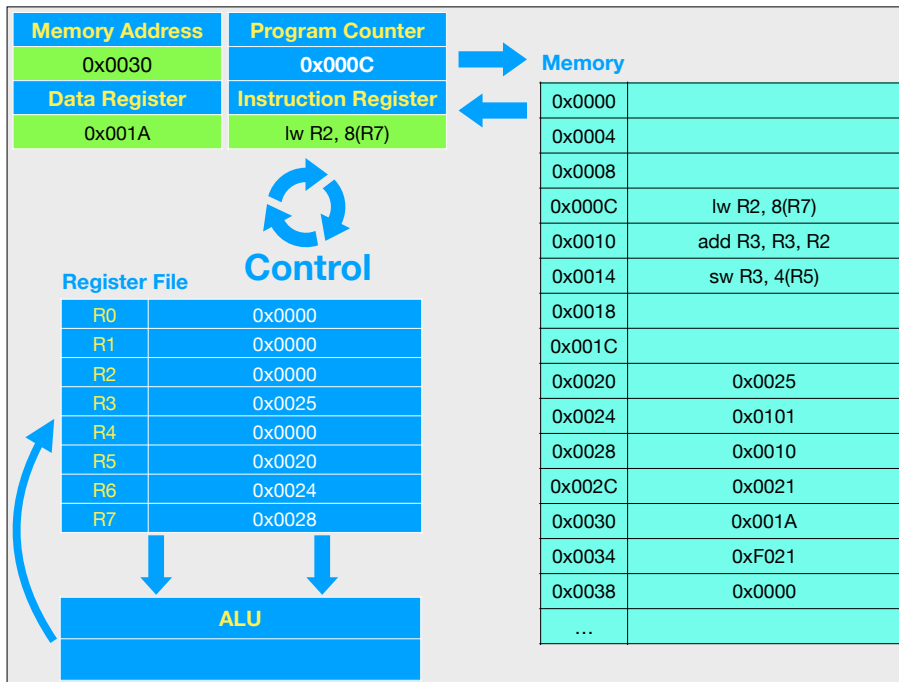 Memory Address Program Counter
0x0030 0x000C
Data Register Instruction Register
0x001A lw R2, 8(R7)
Control
Register File
R0 0x0000
R1 0x0000
R2 0x0000
R3 0x0025
R4 0x0000
R5 0x0020
R6 0x0024
R7 0x0028
ALU
Memory
0x0000
0x0004
0x0008
0x000C lw R2, 8(R7)
0x0010 add R3, R3, R2
0x0014 sw R3, 4(R5)
0x0018
0x001C
0x0020 0x0025
0x0024 0x0101
0x0028 0x0010
0x002C 0x0021
0x0030 0x001A
0x0034 0xF021
0x0038 0x0000
…